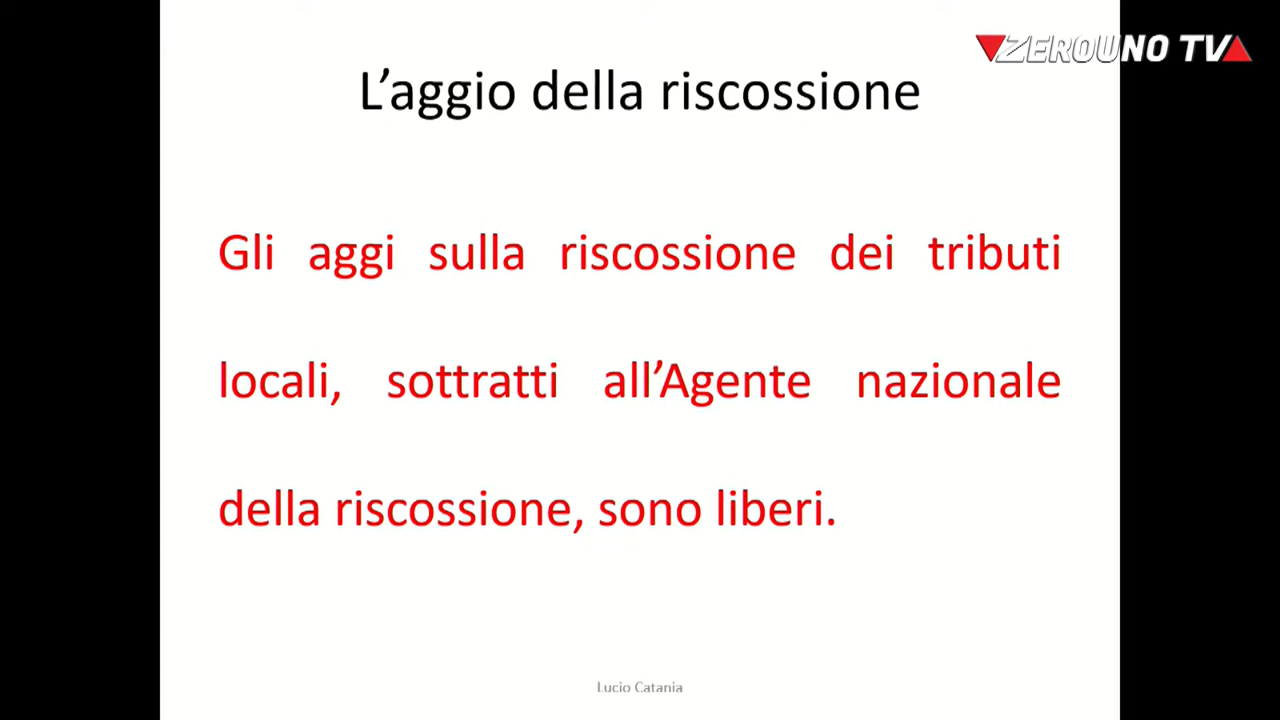 ZEROUNO TV
L'aggio della riscossione
Gli aggi sulla riscossione dei tributi
locali, sottratti all'Agente nazionale
della riscossione, sono liberi.
Lucio Catania